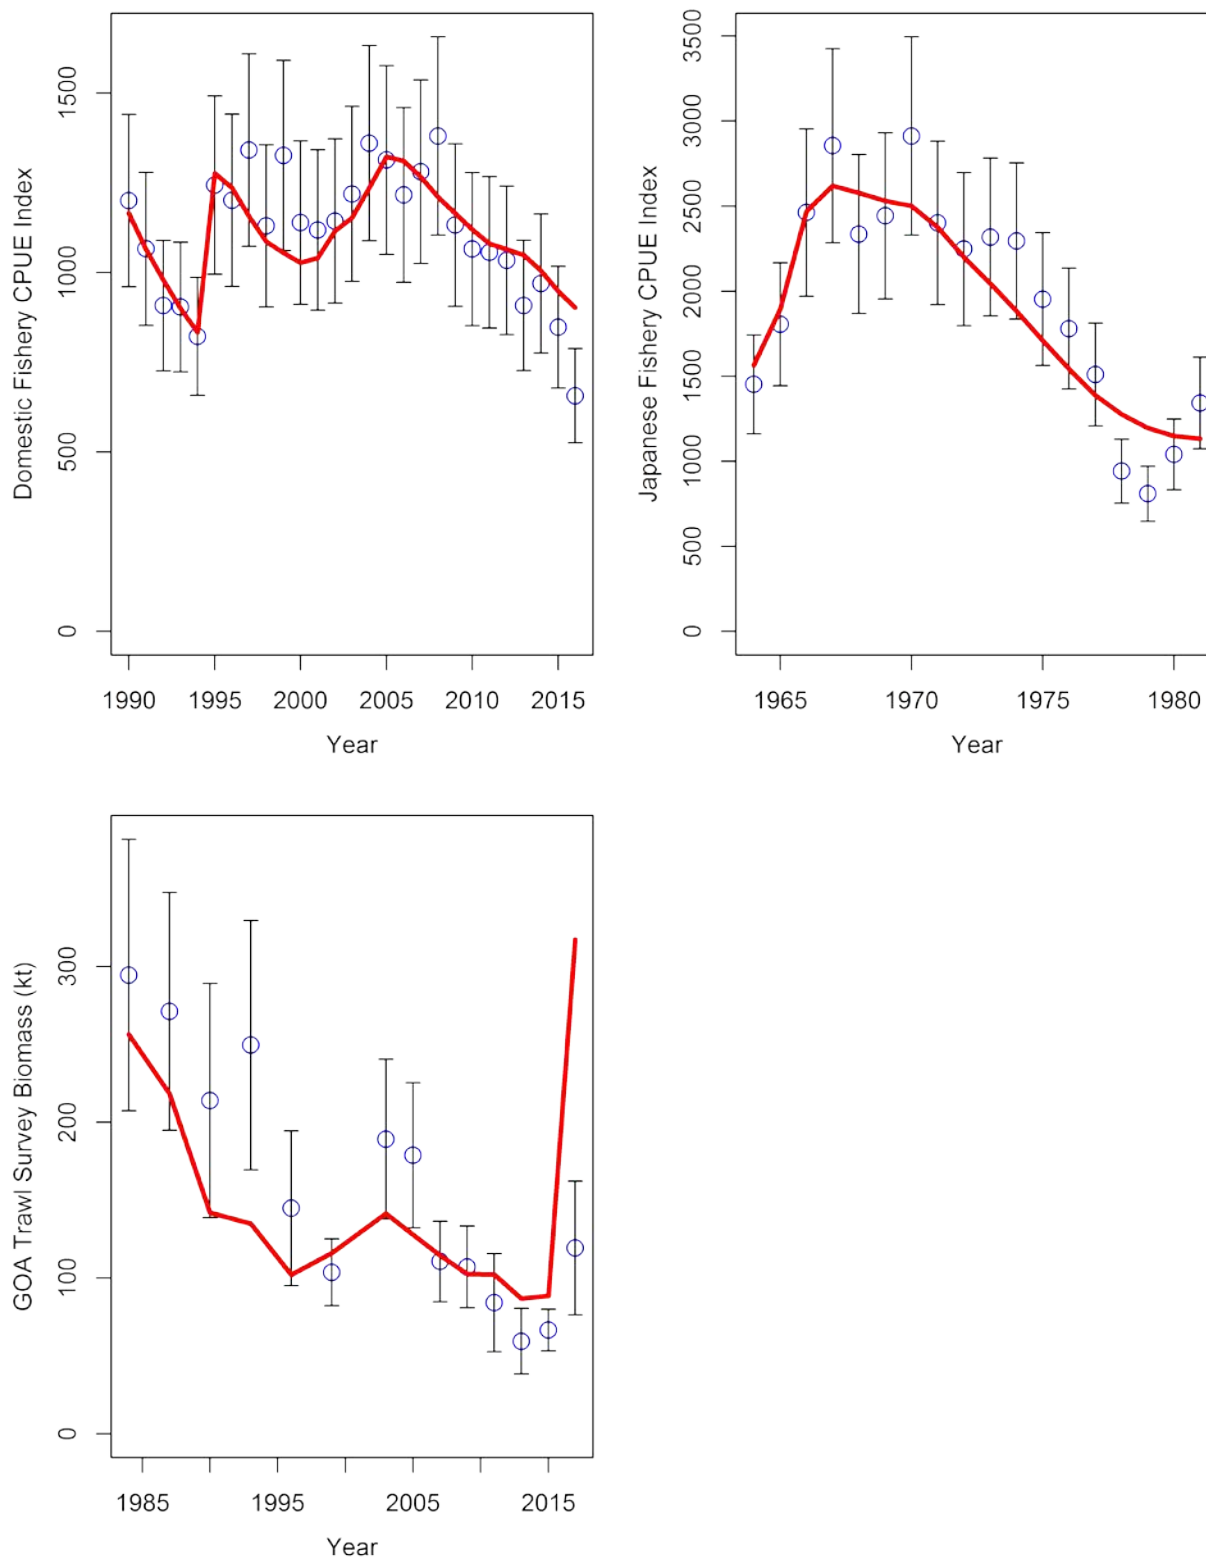 Domestic Fishery CPUE Index
1500
1000
500
0
1990 1995 2000 2005 2010 2015
Year
Japanese Fishery CPUE Index
3500
3000
2500
2000
1500
1000
500
0
1965 1970 1975 1980
Year
GOA Trawl Survey Biomass (kt)
300
200
100
0
1985 1995 2005 2015
Year